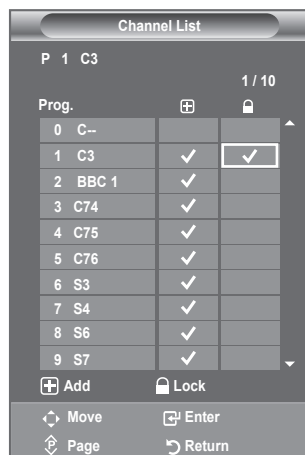 Channel List
P 1 C3
1 / 10
Prog.
0 C--
1 C3
2 BBC 1
3 C74
4 C75
5 C76
6 S3
7 S4
8 S6
9 S7
Add Lock
Move Enter
P Page Return